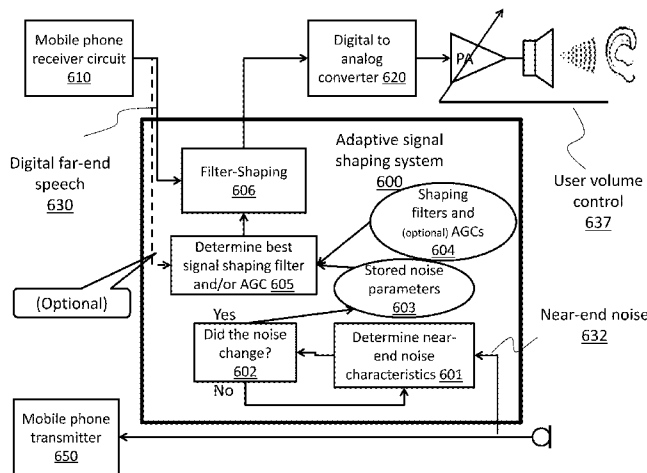 Mobile phone
receiver circuit
610
Digital to
analog
converter
620
PA
Digital far-end
speech
630
Adaptive signal
shaping system
600
Filter-Shaping
606
User volume
control
637
Shaping
filters and
(optional) AGCs
604
Determine best
signal shaping filter
and/or AGC 605
(Optional)
Stored noise
parameters
603
Near-end noise
632
Yes
Did the noise
change?
602
No
Determine near-
end noise
characteristics 601
Mobile phone
transmitter
650